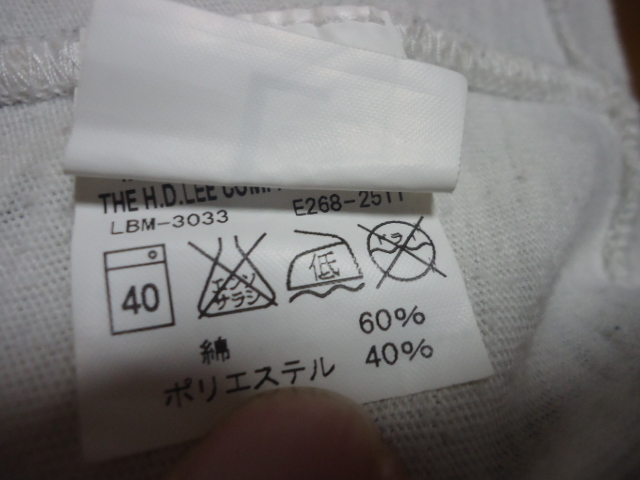 THE H.D.LEE COMP
LBM-3033
E268-2511
40
エンソ
サラシ
低
ドライ
綿 60%
ポリエステル 40%